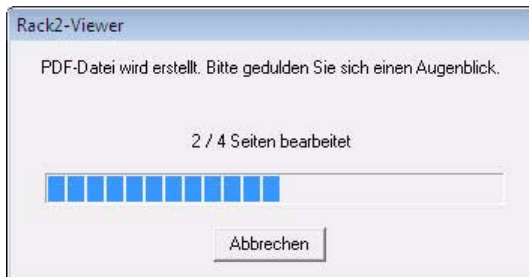 Rack2-Viewer
PDF-Datei wird erstellt. Bitte gedulden Sie sich einen Augenblick.
2 / 4 Seiten bearbeitet
Abbrechen